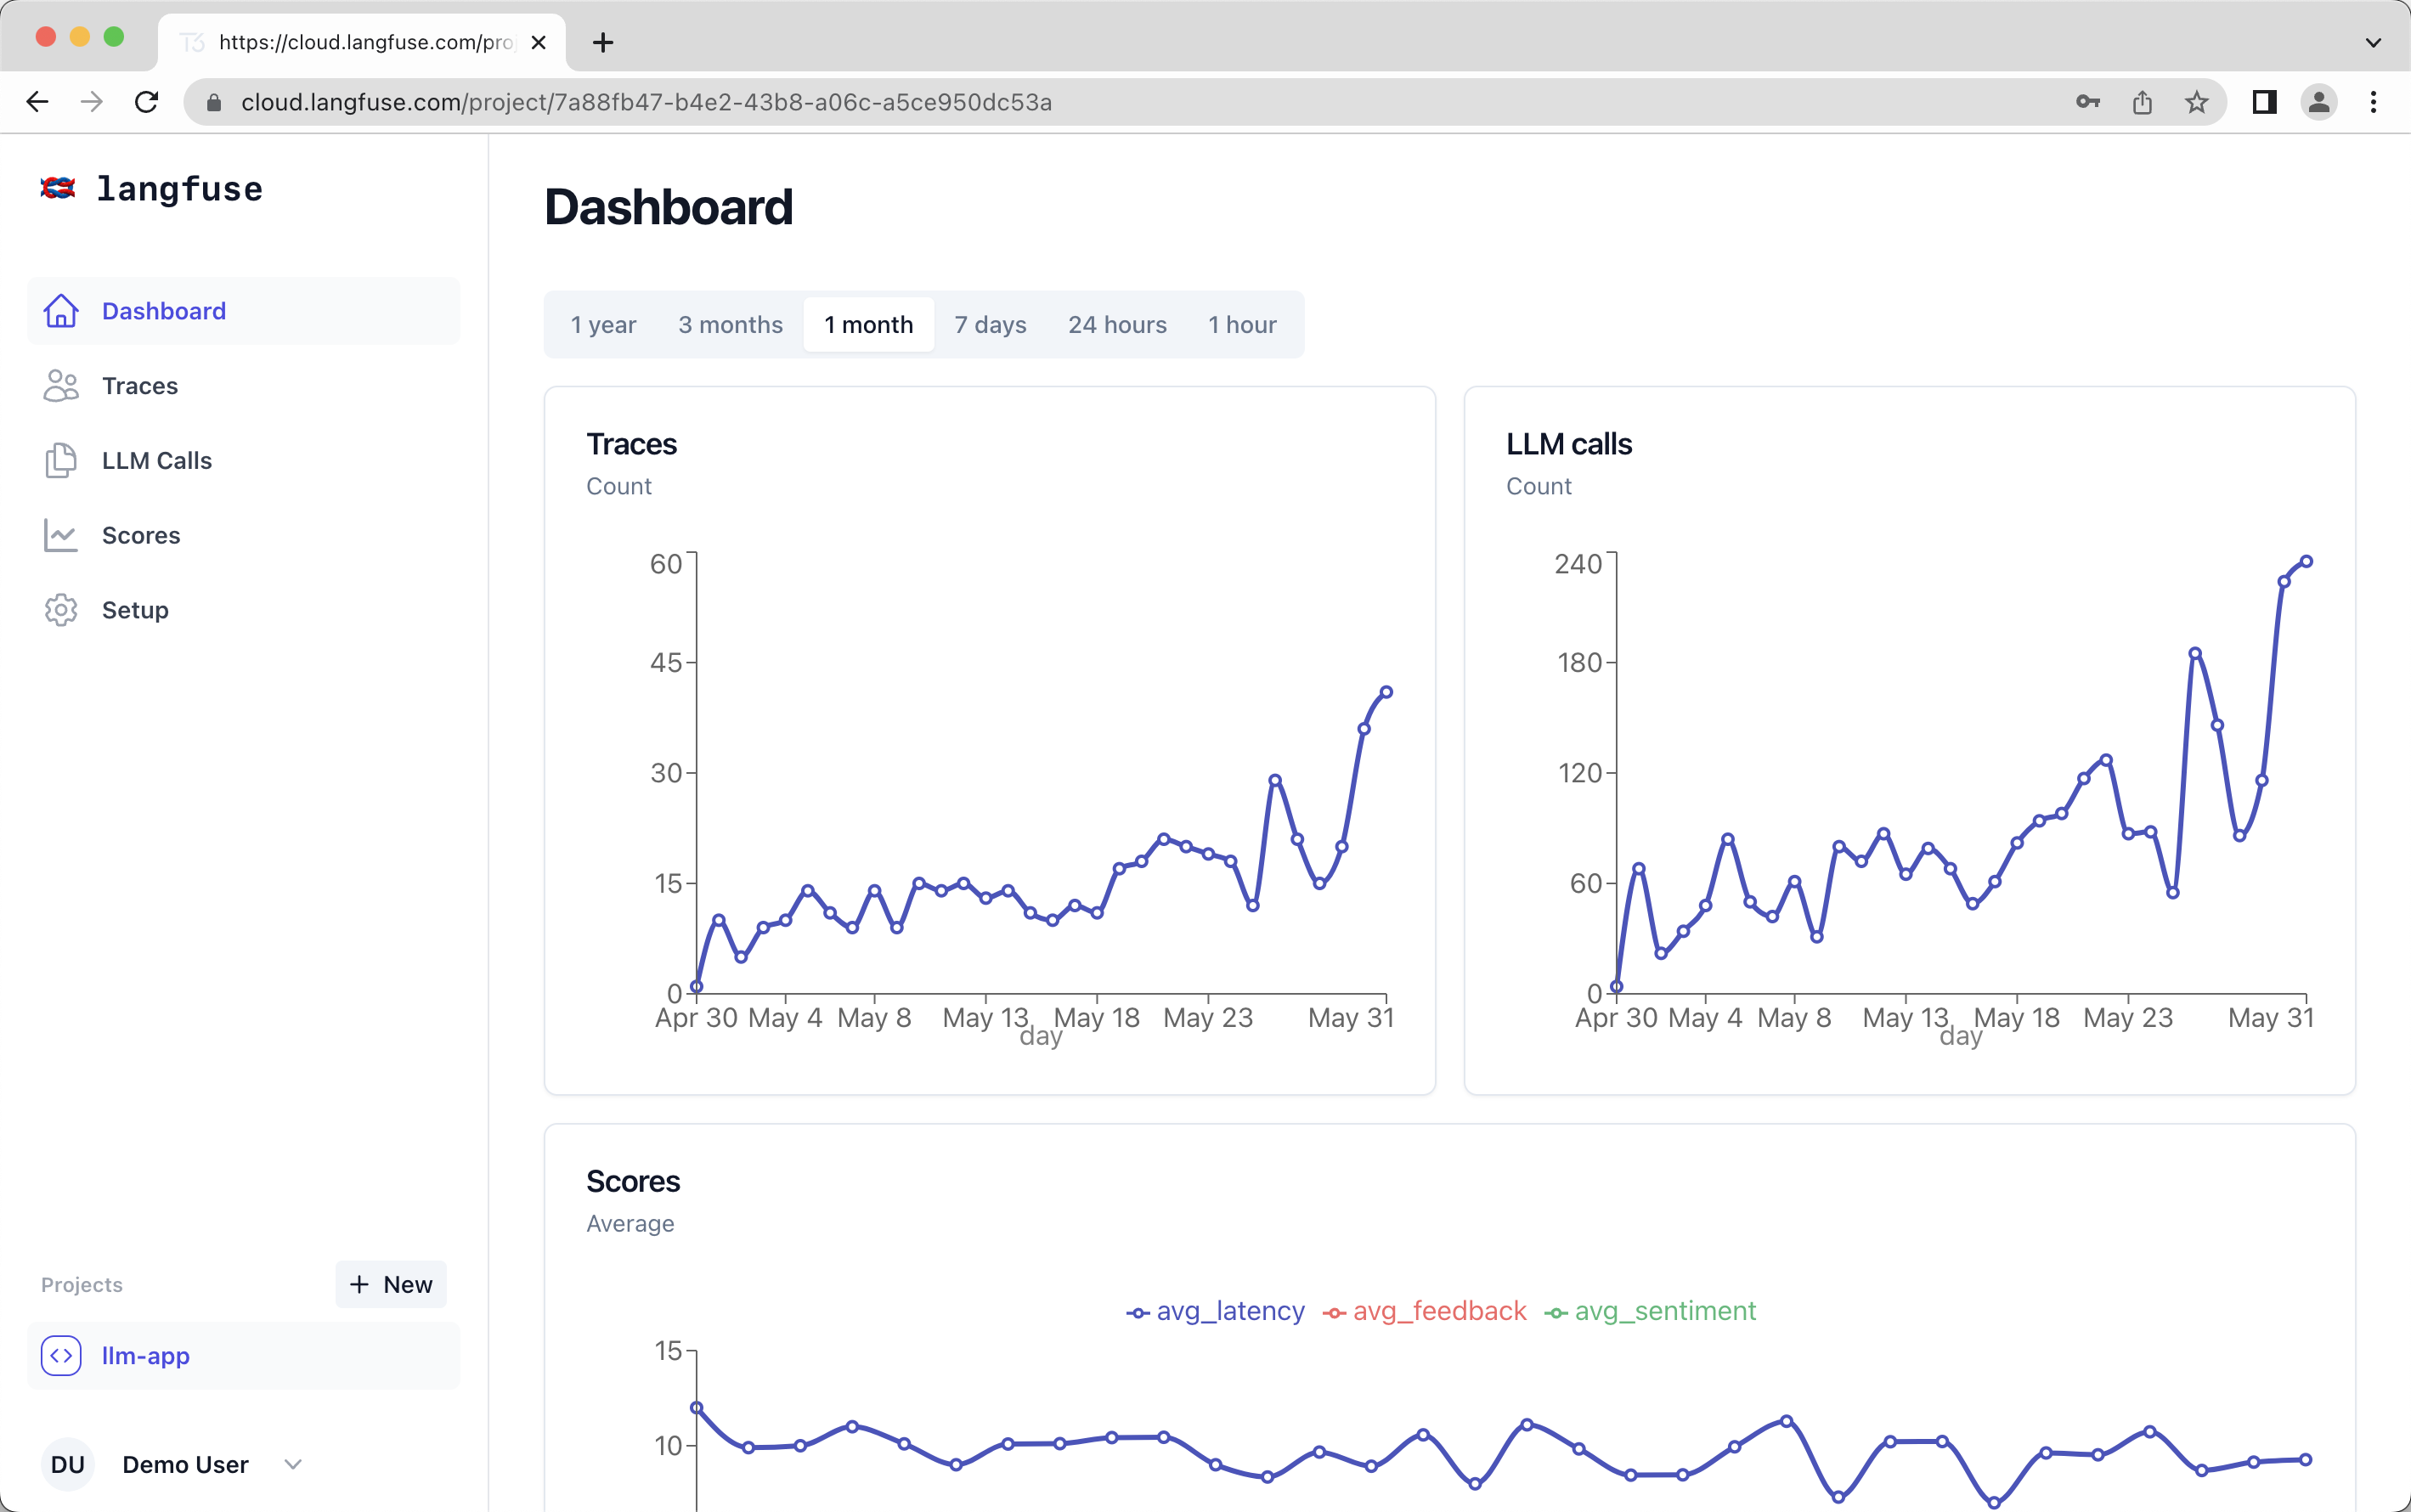 https://cloud.langfuse.com/pro
cloud.langfuse.com/project/7a88fb47-b4e2-43b8-a06c-a5ce950dc53a
langfuse
Dashboard
Traces
LLM Calls
Scores
Setup
Projects
+ New
llm-app
DU Demo User
Dashboard
1 year 3 months 1 month 7 days 24 hours 1 hour
Traces
Count
60
45
30
15
0
Apr 30 May 4 May 8 May 13 May 18 May 23 May 31
day
LLM calls
Count
240
180
120
60
0
Apr 30 May 4 May 8 May 13 May 18 May 23 May 31
day
Scores
Average
avg_latency avg_feedback avg_sentiment
15
10